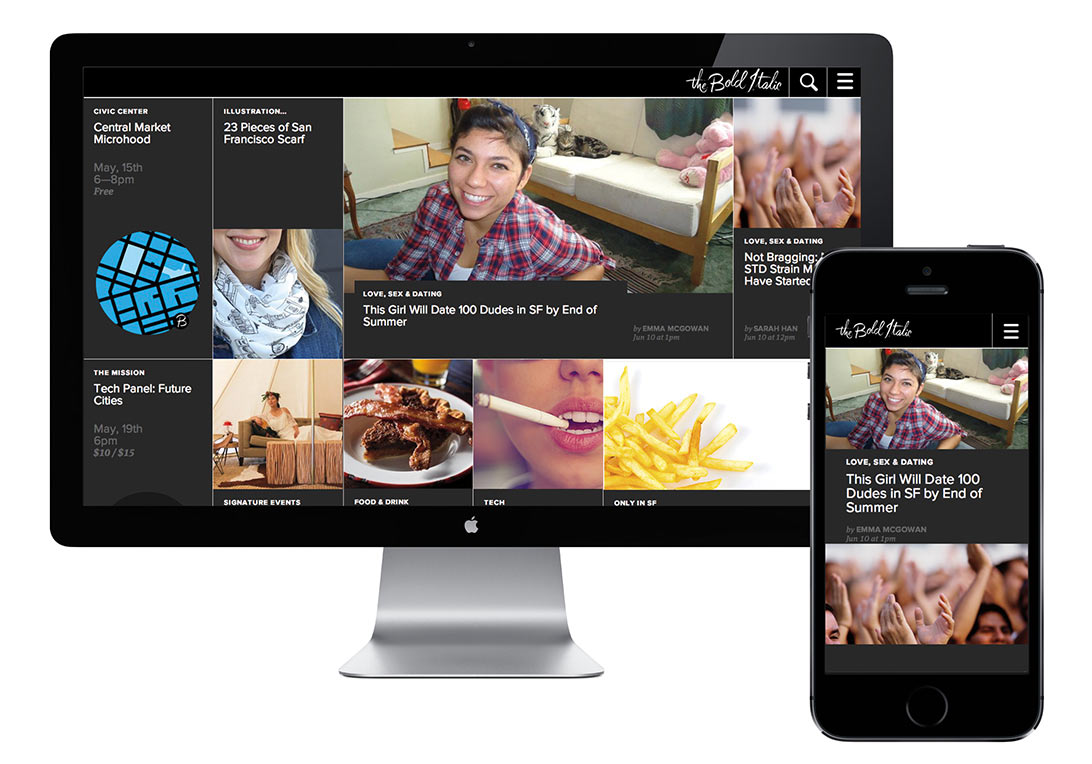 the Bold Italic
CIVIC CENTER
Central Market
Microhood
May, 15th
6—8pm
Free
ILLUSTRATION...
23 Pieces of San
Francisco Scarf
LOVE, SEX & DATING
This Girl Will Date 100 Dudes in SF by End of
Summer
by EMMA MCGOWAN
Jun 10 at 1pm
LOVE, SEX & DATING
Not Bragging:
STD Strain
Have Started
by SARAH HAN
Jun 10 at 12pm
THE MISSION
Tech Panel: Future
Cities
May, 19th
6pm
$10 / $15
SIGNATURE EVENTS
FOOD & DRINK
TECH
ONLY IN SF
the Bold Italic
LOVE, SEX & DATING
This Girl Will Date 100
Dudes in SF by End of
Summer
by EMMA MCGOWAN
Jun 10 at 1pm